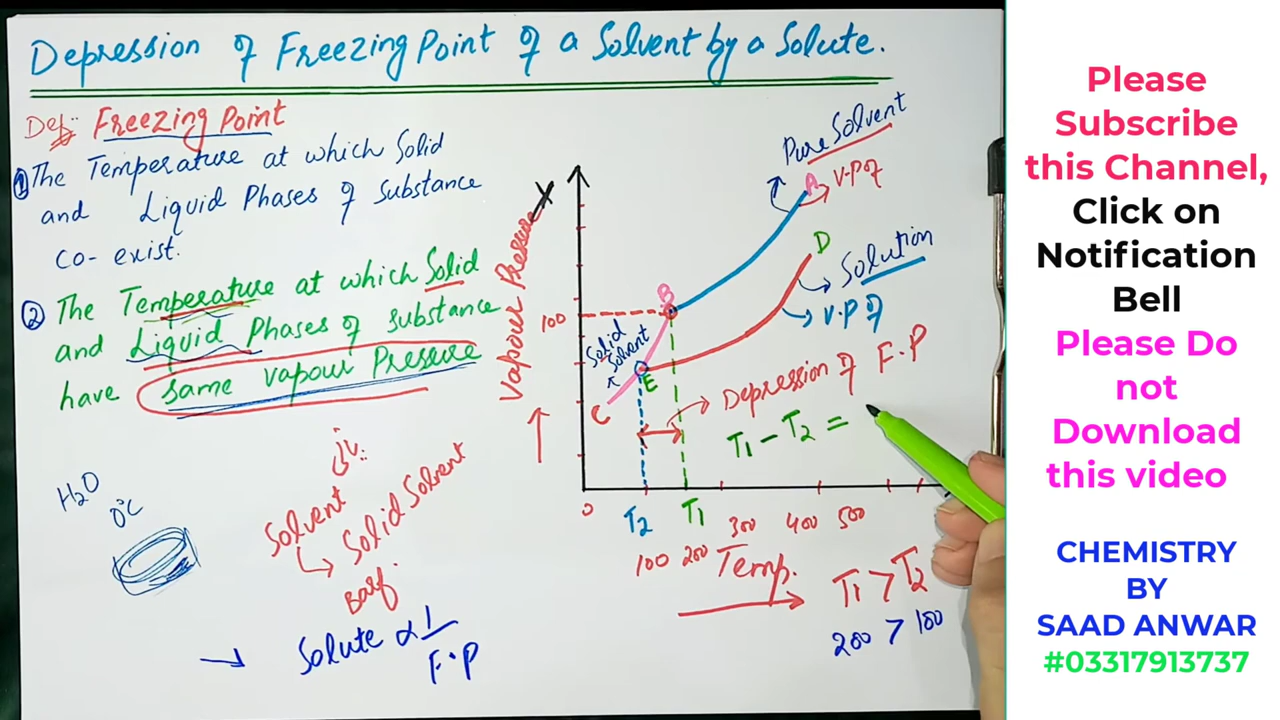 Depression of Freezing Point of a Solvent by a Solute.
Def:- Freezing Point
① The Temperature at which Solid
and Liquid Phases of Substance
co-exist.
② The Temperature at which Solid
and Liquid Phases of substance
have same vapour Pressure
H2O
0°C
Solvent
Solid Solvent
Barf.
→ Solute ∝ 1/F.P
Vapour Pressure
X
100
Pure Solvent
A
V.P of
B
D
Solution
V.P of
Solid
Solvent
E
C
Depression of F.P
T1 - T2 =
0
T2
T1
100 200 300 400 500
Temp.
T1 > T2
200 > 100
Please
Subscribe
this Channel,
Click on
Notification
Bell
Please Do
not
Download
this video
CHEMISTRY
BY
SAAD ANWAR
#03317913737